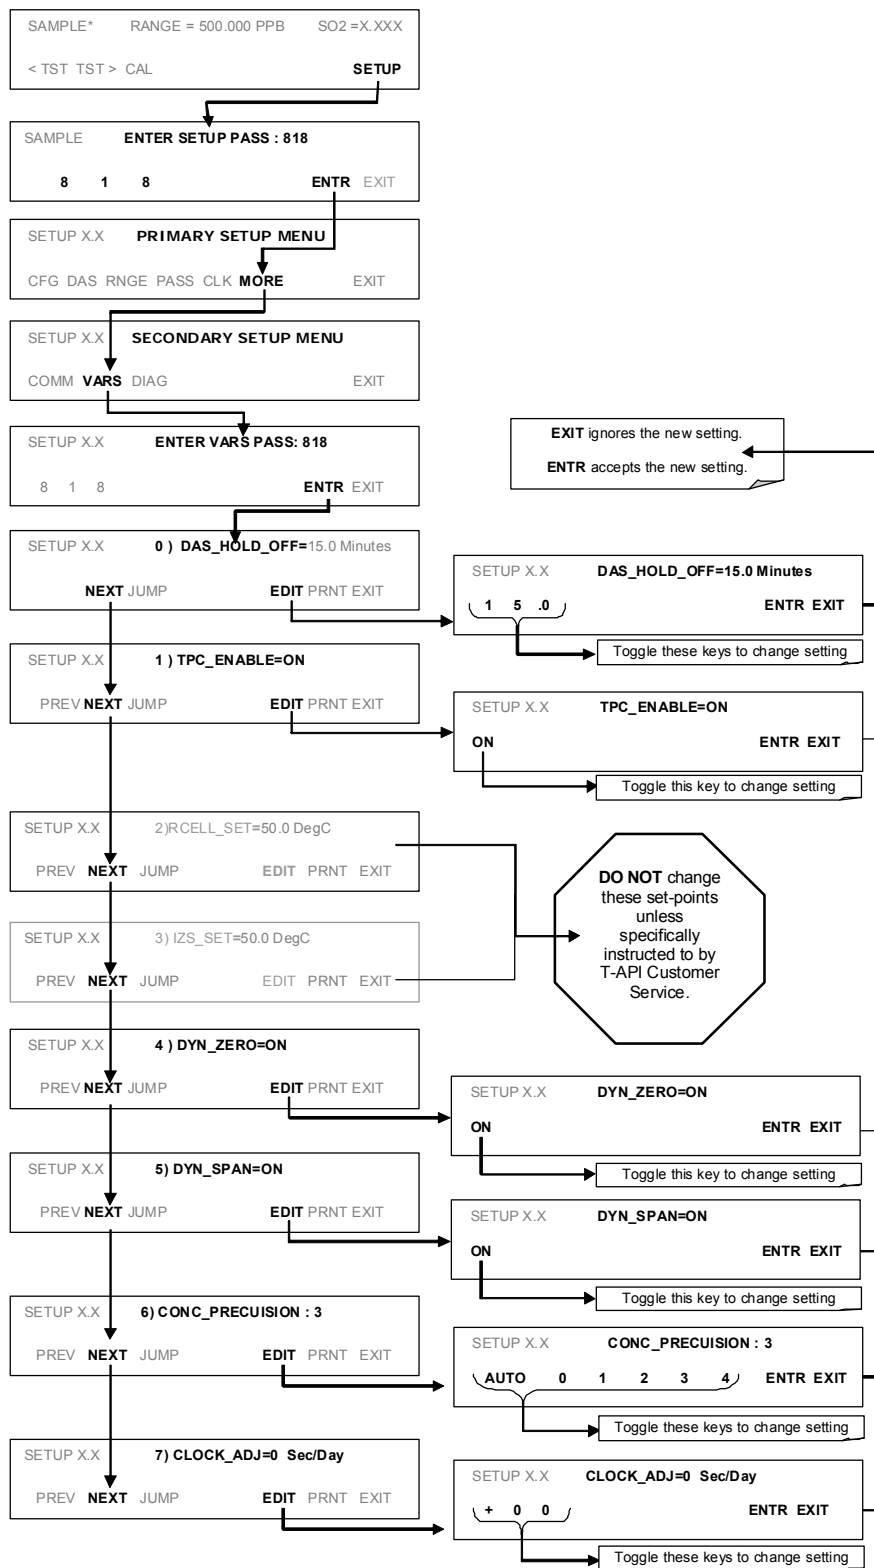 SAMPLE* RANGE = 500.000 PPB SO2 =X.XXX
< TST TST > CAL SETUP
SAMPLE ENTER SETUP PASS : 818
8 1 8 ENTR EXIT
SETUP X.X PRIMARY SETUP MENU
CFG DAS RNGE PASS CLK MORE EXIT
SETUP X.X SECONDARY SETUP MENU
COMM VARS DIAG EXIT
SETUP X.X ENTER VARS PASS: 818
8 1 8 ENTR EXIT
EXIT ignores the new setting.
ENTR accepts the new setting.
SETUP X.X 0 ) DAS_HOLD_OFF=15.0 Minutes
NEXT JUMP EDIT PRNT EXIT
SETUP X.X DAS_HOLD_OFF=15.0 Minutes
1 5 .0 ENTR EXIT
Toggle these keys to change setting
SETUP X.X 1 ) TPC_ENABLE=ON
PREV NEXT JUMP EDIT PRNT EXIT
SETUP X.X TPC_ENABLE=ON
ON ENTR EXIT
Toggle this key to change setting
SETUP X.X 2)RCELL_SET=50.0 DegC
PREV NEXT JUMP EDIT PRNT EXIT
SETUP X.X 3) IZS_SET=50.0 DegC
PREV NEXT JUMP EDIT PRNT EXIT
DO NOT change
these set-points
unless
specifically
instructed to by
T-API Customer
Service.
SETUP X.X 4 ) DYN_ZERO=ON
PREV NEXT JUMP EDIT PRNT EXIT
SETUP X.X DYN_ZERO=ON
ON ENTR EXIT
Toggle this key to change setting
SETUP X.X 5) DYN_SPAN=ON
PREV NEXT JUMP EDIT PRNT EXIT
SETUP X.X DYN_SPAN=ON
ON ENTR EXIT
Toggle this key to change setting
SETUP X.X 6) CONC_PRECUISION : 3
PREV NEXT JUMP EDIT PRNT EXIT
SETUP X.X CONC_PRECUISION : 3
AUTO 0 1 2 3 4 ENTR EXIT
Toggle these keys to change setting
SETUP X.X 7) CLOCK_ADJ=0 Sec/Day
PREV NEXT JUMP EDIT PRNT EXIT
SETUP X.X CLOCK_ADJ=0 Sec/Day
+ 0 0 ENTR EXIT
Toggle these keys to change setting